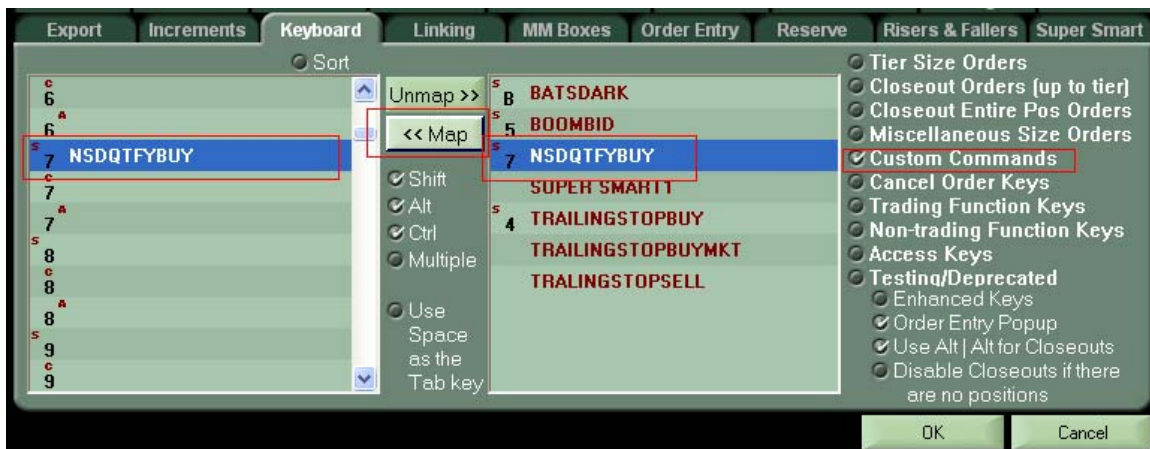 Export Increments Keyboard Linking MM Boxes Order Entry Reserve Risers & Fallers Super Smart
Sort
C 6
A 6
S 7 NSDQTFYBUY
C 7
A 7
S 8
C 8
A 8
S 9
C 9
Unmap >>
<< Map
Shift
Alt
Ctrl
Multiple
Use
Space
as the
Tab key
S B BATSDARK
S 5 BOOMBID
S 7 NSDQTFYBUY
SUPER SMART1
S 4 TRAILINGSTOPBUY
TRAILINGSTOPBUYMKT
TRALINGSTOPSELL
Tier Size Orders
Closeout Orders (up to tier)
Closeout Entire Pos Orders
Miscellaneous Size Orders
Custom Commands
Cancel Order Keys
Trading Function Keys
Non-trading Function Keys
Access Keys
Testing/Deprecated
Enhanced Keys
Order Entry Popup
Use Alt | Alt for Closeouts
Disable Closeouts if there
are no positions
OK Cancel